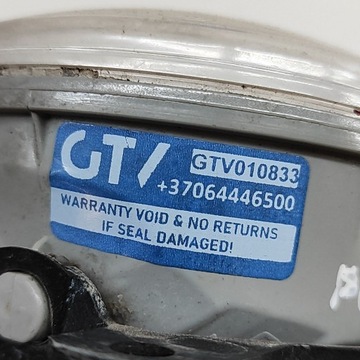 GTV
GTV010833
+37064446500
WARRANTY VOID & NO RETURNS
IF SEAL DAMAGED!